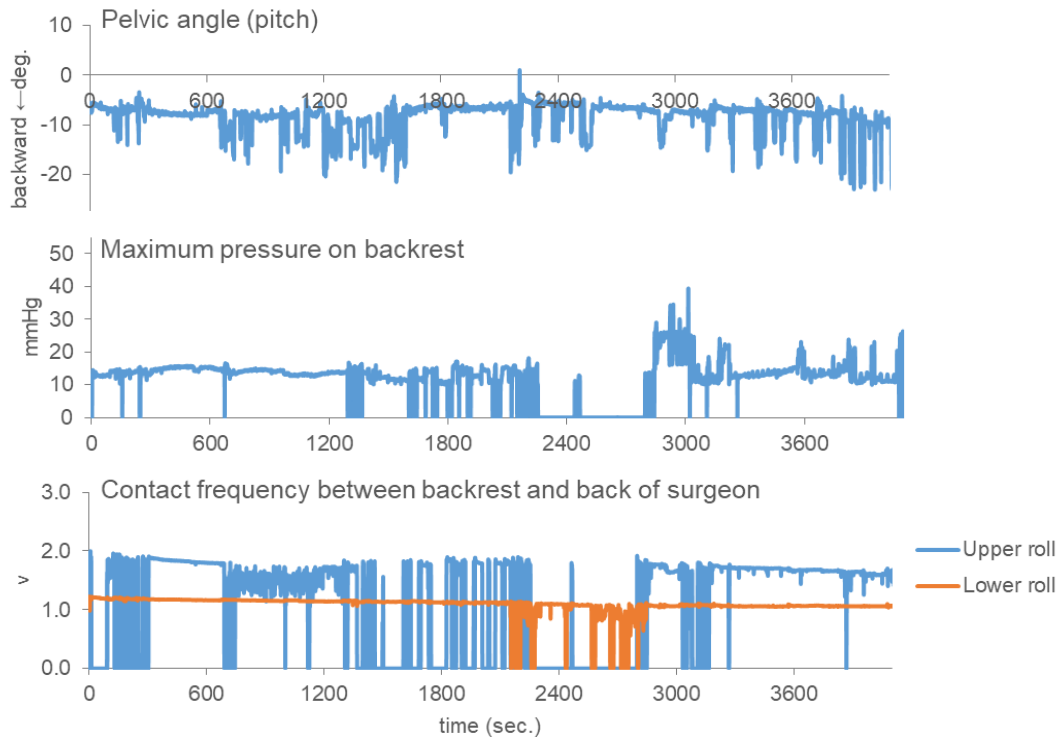 Pelvic angle (pitch)
10
0
-10
-20
backward ←deg.
0 600 1200 1800 2400 3000 3600
Maximum pressure on backrest
50
40
30
20
10
0
mmHg
0 600 1200 1800 2400 3000 3600
Contact frequency between backrest and back of surgeon
3.0
2.0
1.0
0.0
v
0 600 1200 1800 2400 3000 3600
time (sec.)
Upper roll
Lower roll